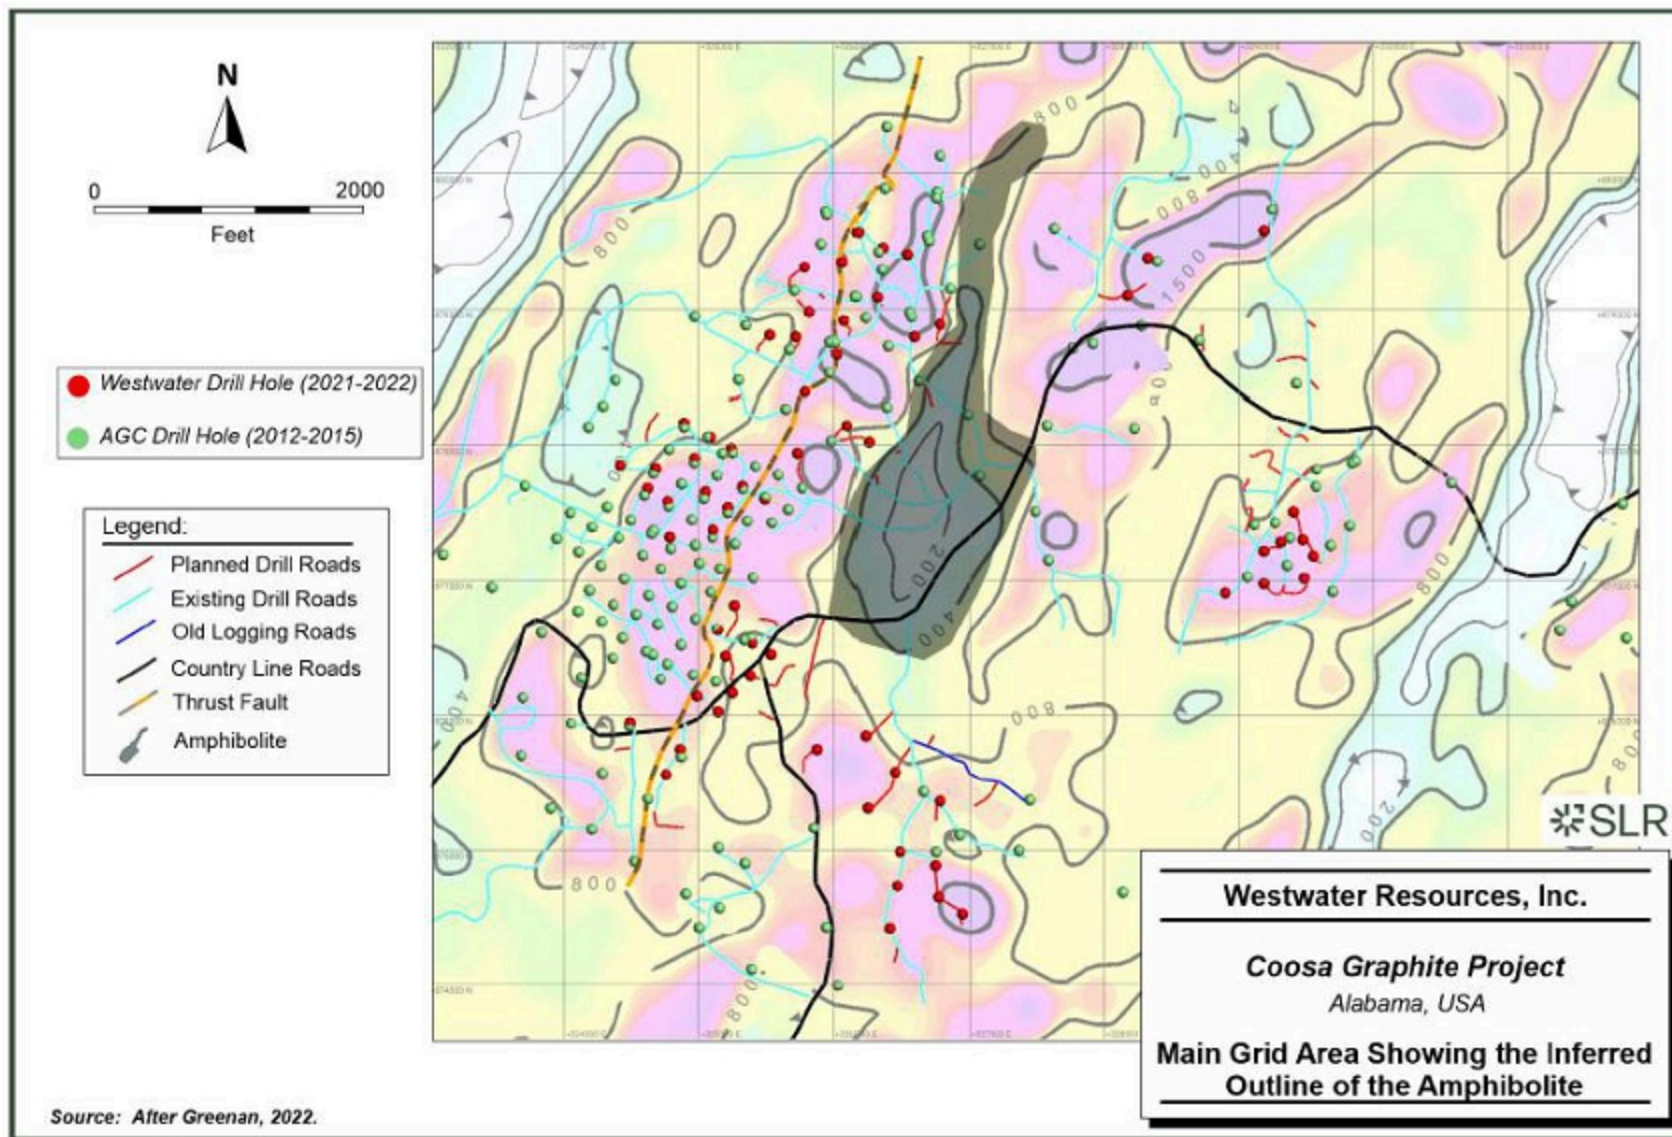 N
0 2000
Feet
Westwater Drill Hole (2021-2022)
AGC Drill Hole (2012-2015)
Legend:
Planned Drill Roads
Existing Drill Roads
Old Logging Roads
Country Line Roads
Thrust Fault
Amphibolite
800
800
400
800
1500
200
400
800
800
400
800
200
800
800
SLR
Westwater Resources, Inc.
Coosa Graphite Project
Alabama, USA
Main Grid Area Showing the Inferred
Outline of the Amphibolite
Source: After Greenan, 2022.